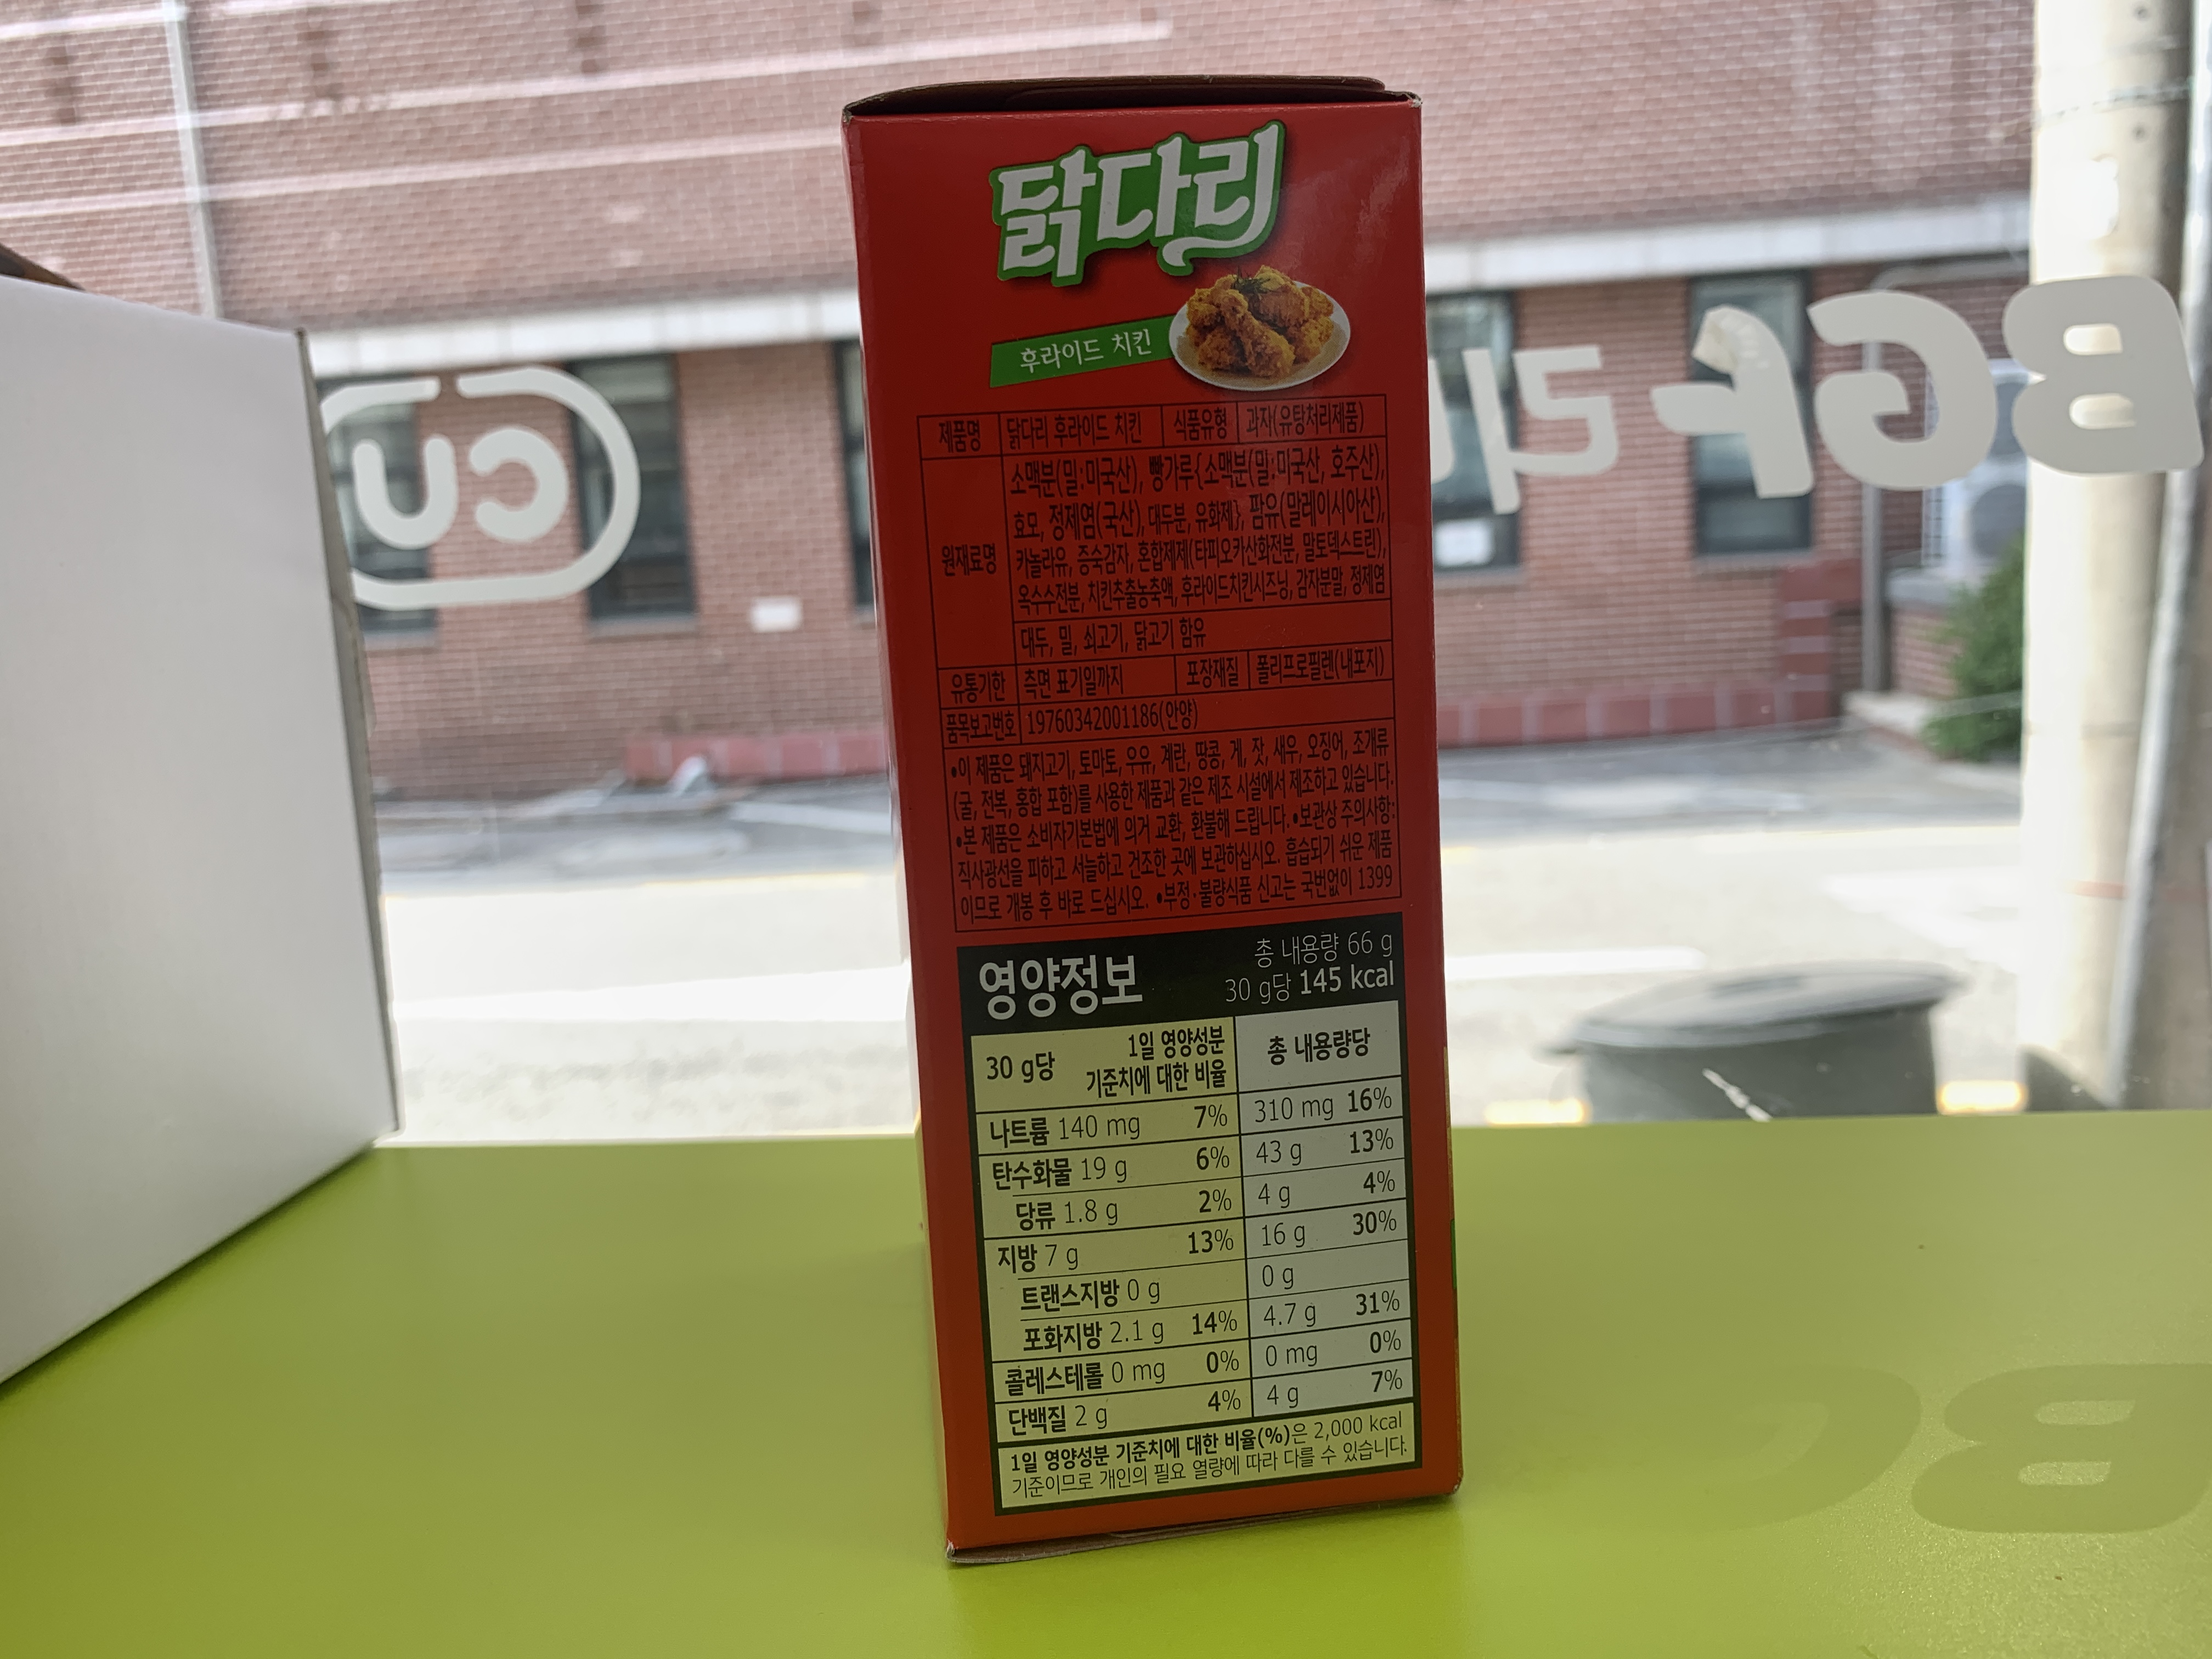 닭다리
후라이드 치킨
제품명 닭다리 후라이드 치킨 식품유형 과자(유탕처리제품)
원재료명 소맥분(밀:미국산), 빵가루{소맥분(밀:미국산, 호주산),
효모, 정제염(국산), 대두분, 유화제}, 팜유(말레이시아산),
카놀라유, 증숙감자, 혼합제제(타피오카산화전분, 말토덱스트린),
옥수수전분, 치킨추출농축액, 후라이드치킨시즈닝, 감자분말, 정제염
대두, 밀, 쇠고기, 닭고기 함유
유통기한 측면 표기일까지 포장재질 폴리프로필렌(내포지)
품목보고번호 19760342001186(안양)
•이 제품은 돼지고기, 토마토, 우유, 계란, 땅콩, 게, 잣, 새우, 오징어, 조개류
(굴, 전복, 홍합 포함)를 사용한 제품과 같은 제조 시설에서 제조하고 있습니다.
•본 제품은 소비자기본법에 의거 교환, 환불해 드립니다. •보관상 주의사항:
직사광선을 피하고 서늘하고 건조한 곳에 보관하십시오. 흡습되기 쉬운 제품
이므로 개봉 후 바로 드십시오. •부정·불량식품 신고는 국번없이 1399
영양정보
총 내용량 66 g
30 g당 145 kcal
30 g당 1일 영양성분 기준치에 대한 비율 총 내용량당
나트륨 140 mg 7% 310 mg 16%
탄수화물 19 g 6% 43 g 13%
당류 1.8 g 2% 4 g 4%
지방 7 g 13% 16 g 30%
트랜스지방 0 g 0 g
포화지방 2.1 g 14% 4.7 g 31%
콜레스테롤 0 mg 0% 0 mg 0%
단백질 2 g 4% 4 g 7%
1일 영양성분 기준치에 대한 비율(%)은 2,000 kcal
기준이므로 개인의 필요 열량에 따라 다를 수 있습니다.
CU
BGF리